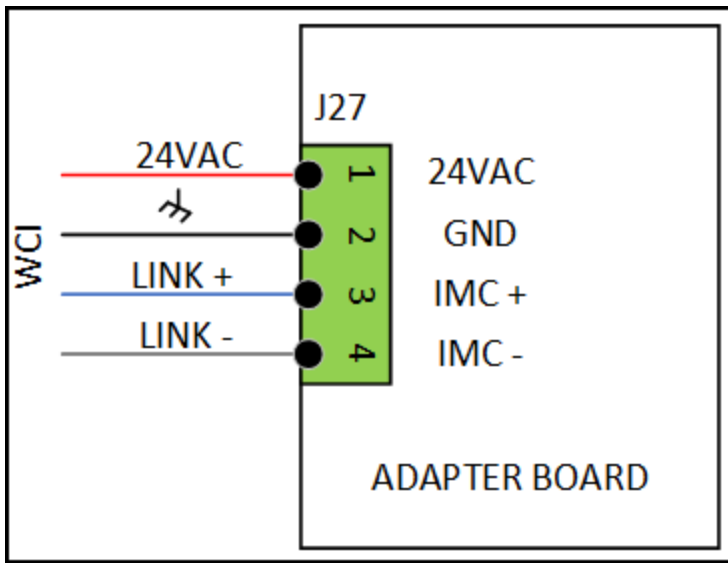 J27
24VAC 1 24VAC
2 GND
WCI
LINK + 3 IMC +
LINK - 4 IMC -
ADAPTER BOARD